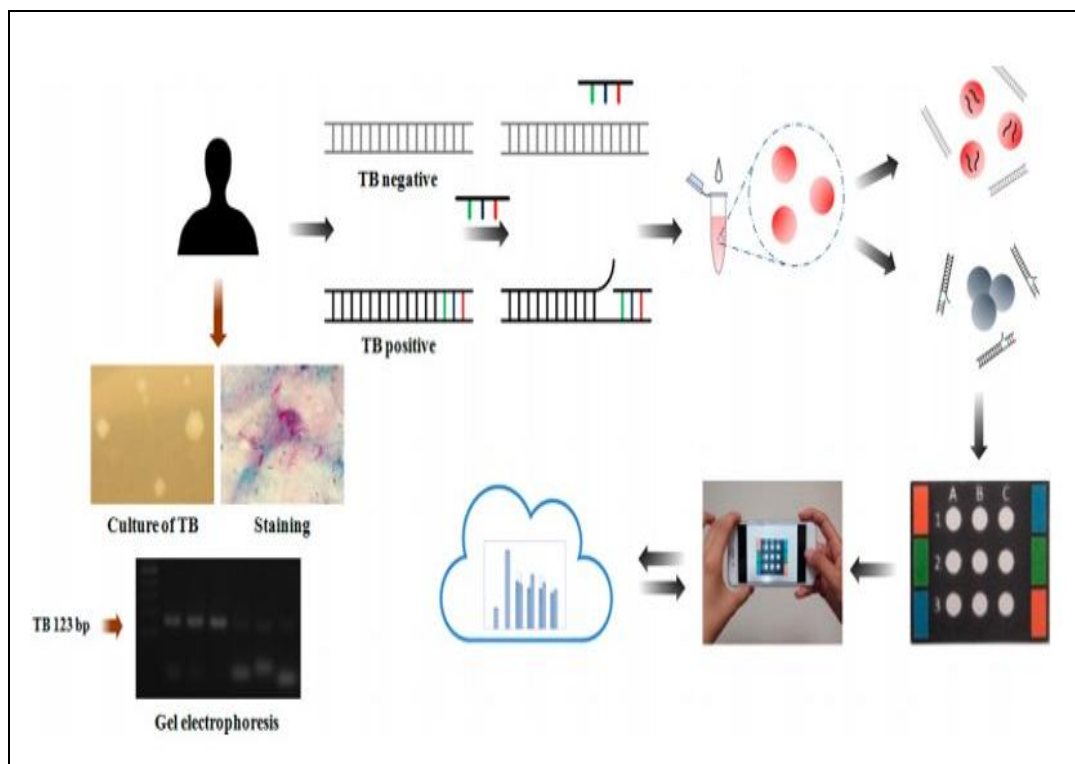 TB negative
TB positive
Culture of TB
Staining
A B C
1
2
3
TB 123 bp
Gel electrophoresis